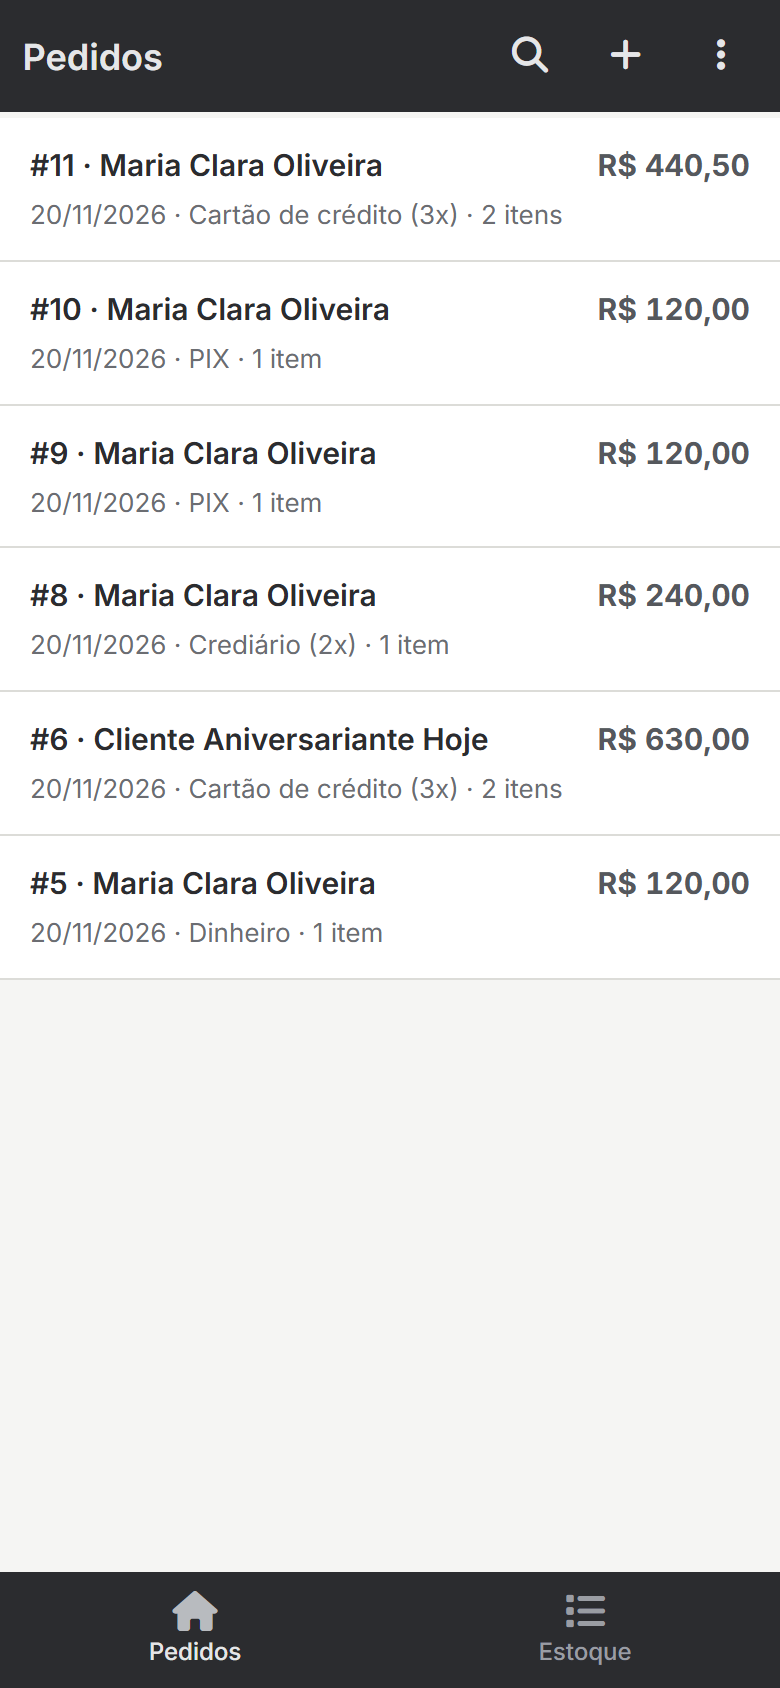 Pedidos
#11 · Maria Clara Oliveira R$ 440,50
20/11/2026 · Cartão de crédito (3x) · 2 itens
#10 · Maria Clara Oliveira R$ 120,00
20/11/2026 · PIX · 1 item
#9 · Maria Clara Oliveira R$ 120,00
20/11/2026 · PIX · 1 item
#8 · Maria Clara Oliveira R$ 240,00
20/11/2026 · Crediário (2x) · 1 item
#6 · Cliente Aniversariante Hoje R$ 630,00
20/11/2026 · Cartão de crédito (3x) · 2 itens
#5 · Maria Clara Oliveira R$ 120,00
20/11/2026 · Dinheiro · 1 item
Pedidos Estoque